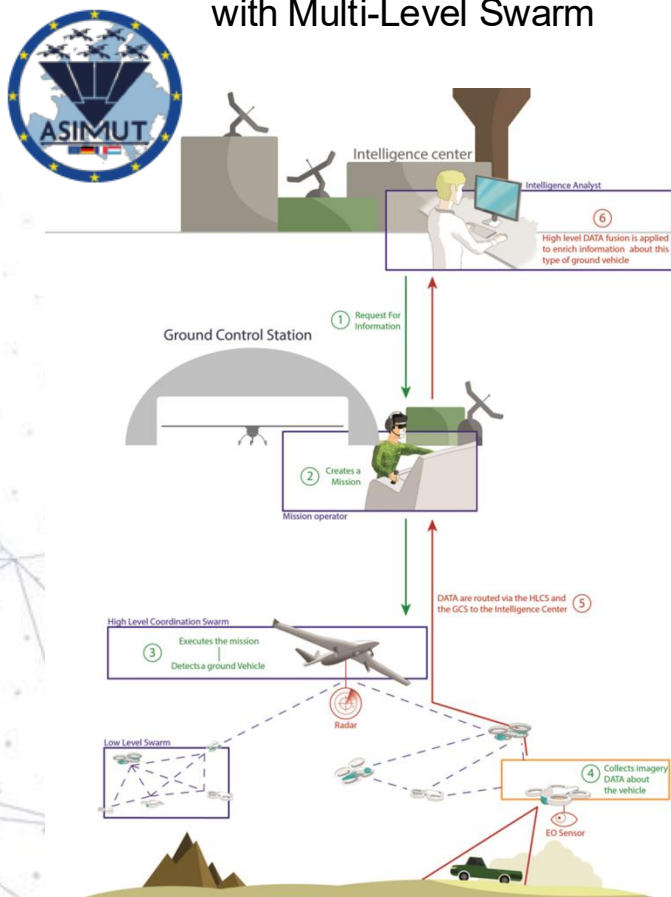 with Multi-Level Swarm
ASIMUT
Intelligence center
Intelligence Analyst
6
High level DATA fusion is applied
to enrich information about this
type of ground vehicle
1 Request For
Information
Ground Control Station
2 Creates a
Mission
Mission operator
DATA are routed via the HLCS and
the GCS to the Intelligence Center 5
High Level Coordination Swarm
3 Executes the mission
Detects a ground Vehicle
Radar
Low Level Swarm
4 Collects imagery
DATA about
the vehicle
EO Sensor